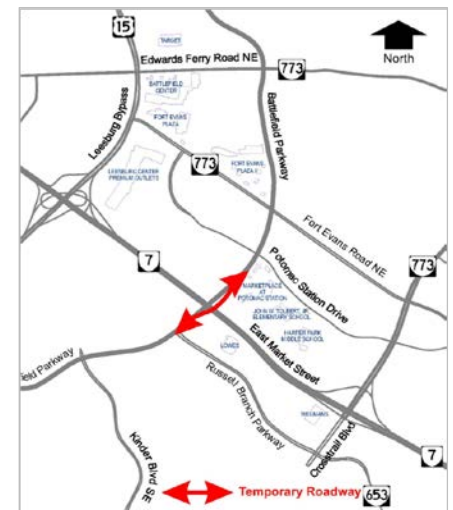 15
TARGET
Edwards Ferry Road NE
773
North
BATTLEFIELD
CENTER
Leesburg Bypass
FORT EVANS
PLAZA
Battlefield Parkway
773
LEESBURG CENTER
PREMIUM OUTLETS
FORT EVANS
PLAZA II
Fort Evans Road NE
7
773
Potomac Station Drive
MARKETPLACE
AT
POTOMAC STATION
JOHN W. TOLBERT, JR.
ELEMENTARY SCHOOL
HARPER PARK
MIDDLE SCHOOL
LOWES
East Market Street
field Parkway
Russell Branch Parkway
WEGMANS
Crosstrail Blvd
7
Kinder Blvd SE
Temporary Roadway
653